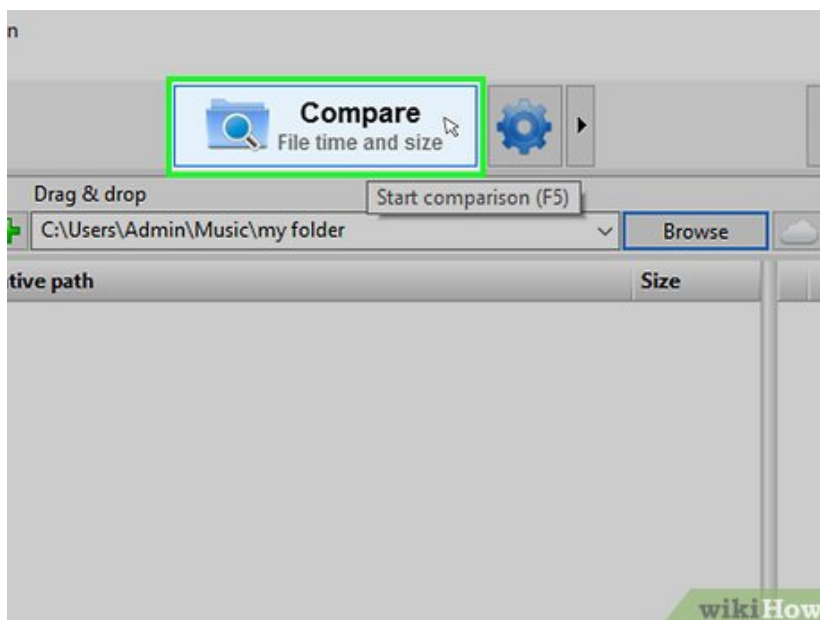 n
Compare
File time and size
Start comparison (F5)
Drag & drop
C:\Users\Admin\Music\my folder
Browse
tive path
Size
wikiHow